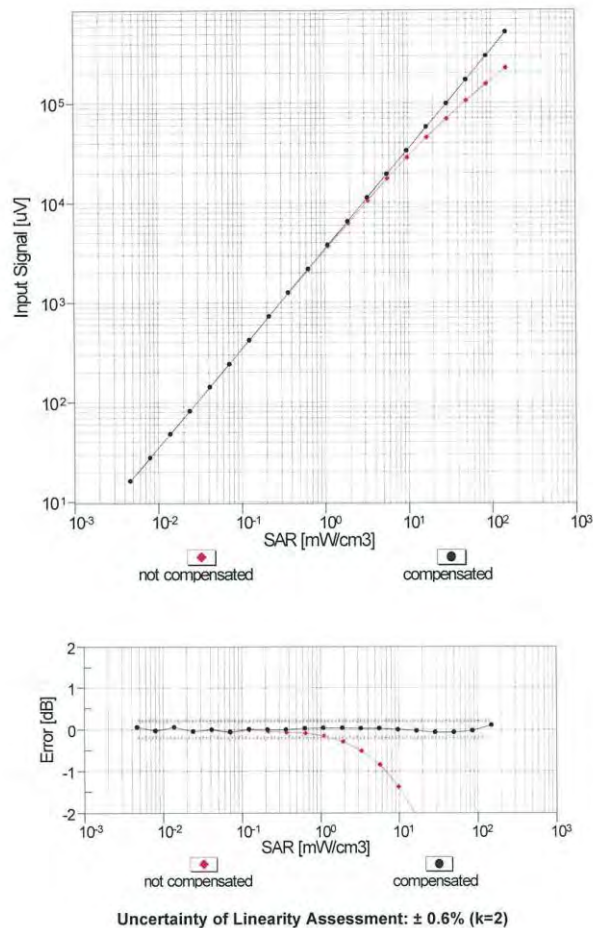 Input Signal [uV]
10⁵
10⁴
10³
10²
10¹
10⁻³ 10⁻² 10⁻¹ 10⁰ 10¹ 10² 10³
SAR [mW/cm3]
not compensated compensated
Error [dB]
2
1
0
-1
-2
10⁻³ 10⁻² 10⁻¹ 10⁰ 10¹ 10² 10³
SAR [mW/cm3]
not compensated compensated
Uncertainty of Linearity Assessment: ± 0.6% (k=2)